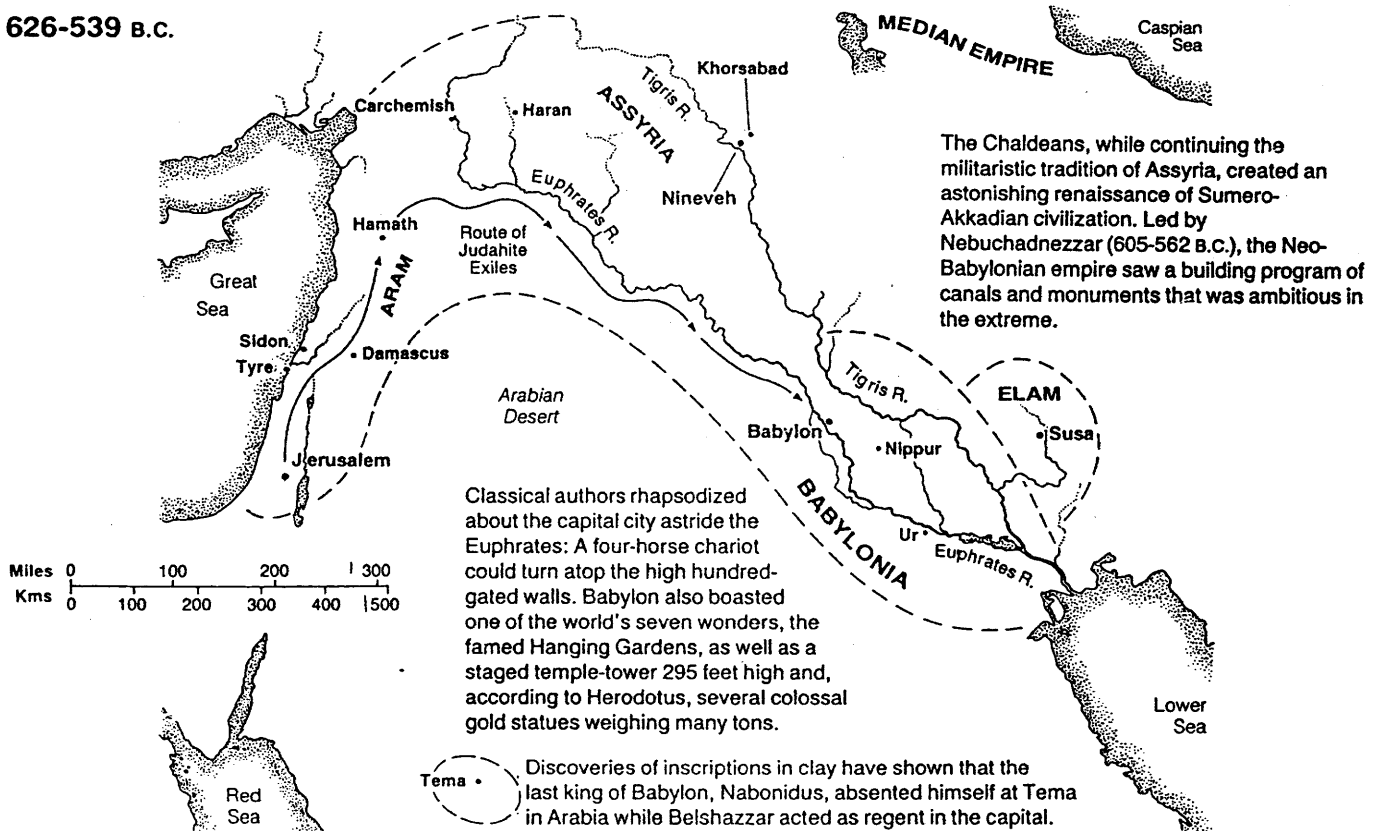 626-539 B.C.
MEDIAN EMPIRE
Caspian
Sea
Khorsabad
Tigris R.
ASSYRIA
Carchemish
Haran
Nineveh
Euphrates R.
The Chaldeans, while continuing the
militaristic tradition of Assyria, created an
astonishing renaissance of Sumero-
Akkadian civilization. Led by
Nebuchadnezzar (605-562 B.C.), the Neo-
Babylonian empire saw a building program of
canals and monuments that was ambitious in
the extreme.
Hamath
Route of
Judahite
Exiles
ARAM
Great
Sea
Sidon
Tyre
Damascus
Arabian
Desert
Tigris R.
ELAM
Susa
Babylon
Nippur
Jerusalem
BABYLONIA
Ur
Euphrates R.
Classical authors rhapsodized
about the capital city astride the
Euphrates: A four-horse chariot
could turn atop the high hundred-
gated walls. Babylon also boasted
one of the world's seven wonders, the
famed Hanging Gardens, as well as a
staged temple-tower 295 feet high and,
according to Herodotus, several colossal
gold statues weighing many tons.
Miles 0 100 200 300
Kms 0 100 200 300 400 500
Lower
Sea
Red
Sea
Tema
Discoveries of inscriptions in clay have shown that the
last king of Babylon, Nabonidus, absented himself at Tema
in Arabia while Belshazzar acted as regent in the capital.